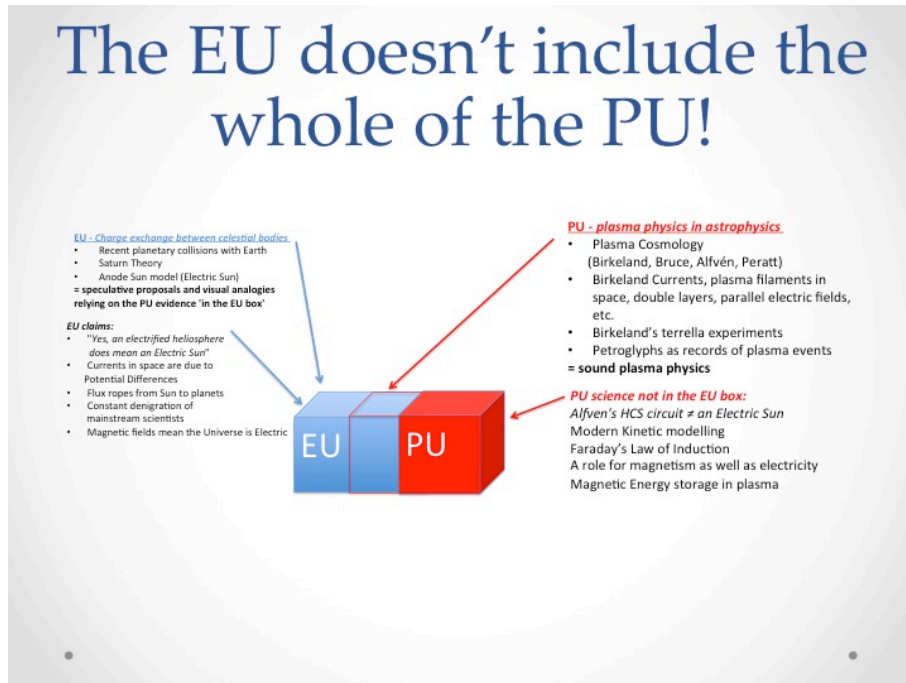 The EU doesn't include the
whole of the PU!
EU - Charge exchange between celestial bodies
• Recent planetary collisions with Earth
• Saturn Theory
• Anode Sun model (Electric Sun)
= speculative proposals and visual analogies
relying on the PU evidence 'in the EU box'
EU claims:
• "Yes, an electrified heliosphere
does mean an Electric Sun"
• Currents in space are due to
Potential Differences
• Flux ropes from Sun to planets
• Constant denigration of
mainstream scientists
• Magnetic fields mean the Universe is Electric
PU - plasma physics in astrophysics
• Plasma Cosmology
(Birkeland, Bruce, Alfvén, Peratt)
• Birkeland Currents, plasma filaments in
space, double layers, parallel electric fields,
etc.
• Birkeland's terrella experiments
• Petroglyphs as records of plasma events
= sound plasma physics
PU science not in the EU box:
Alfven's HCS circuit ≠ an Electric Sun
Modern Kinetic modelling
Faraday's Law of Induction
A role for magnetism as well as electricity
Magnetic Energy storage in plasma
EU
PU